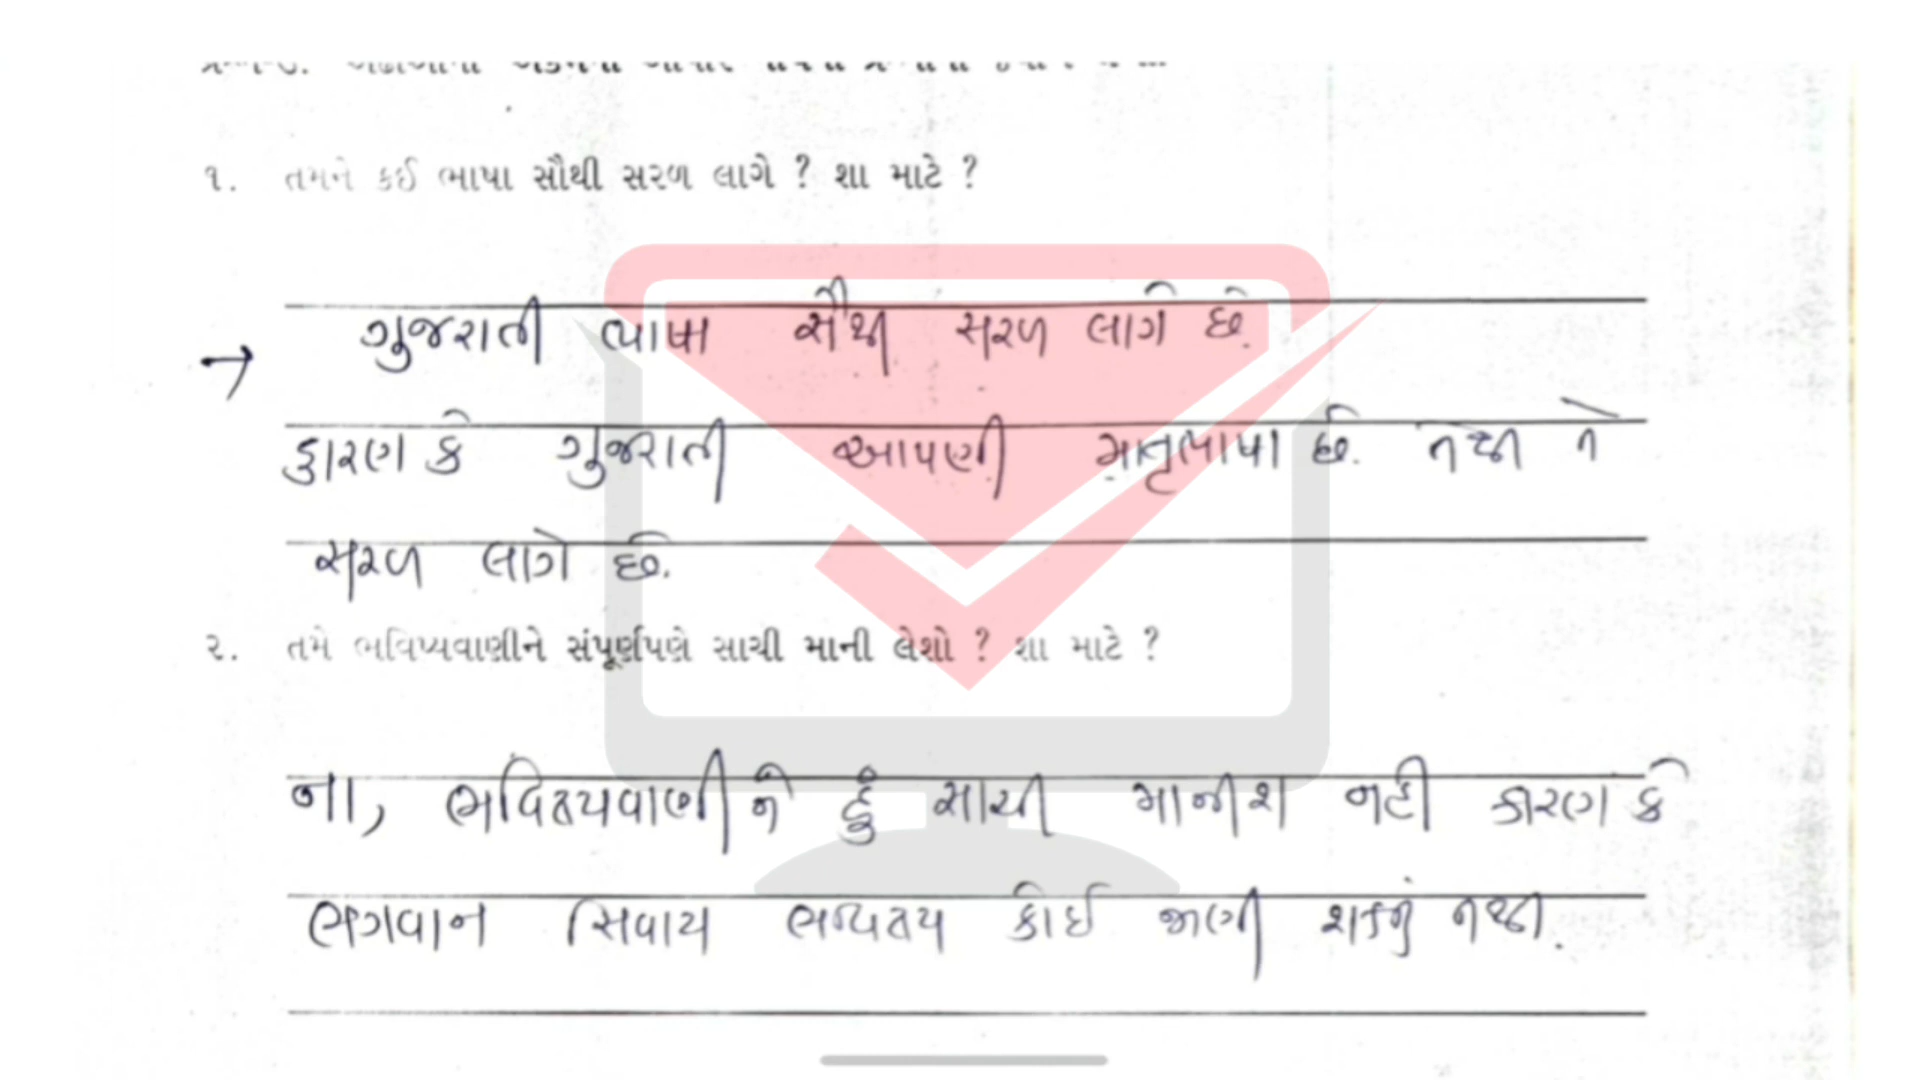 ૧. તમને કઈ ભાષા સૌથી સરળ લાગે ? શા માટે ?
ગુજરાતી ભાષા સૌથી સરળ લાગે છે.
કારણ કે ગુજરાતી આપણી માતૃભાષા છે. તેથી તે
સરળ લાગે છે.
૨. તમે ભવિષ્યવાણીને સંપૂર્ણપણે સાચી માની લેશો ? શા માટે ?
ના, ભવિષ્યવાણીને હું સાચી માનીશ નહી કારણ કે
ભગવાન સિવાય ભવિષ્ય કોઈ જાણી શકતું નથી.